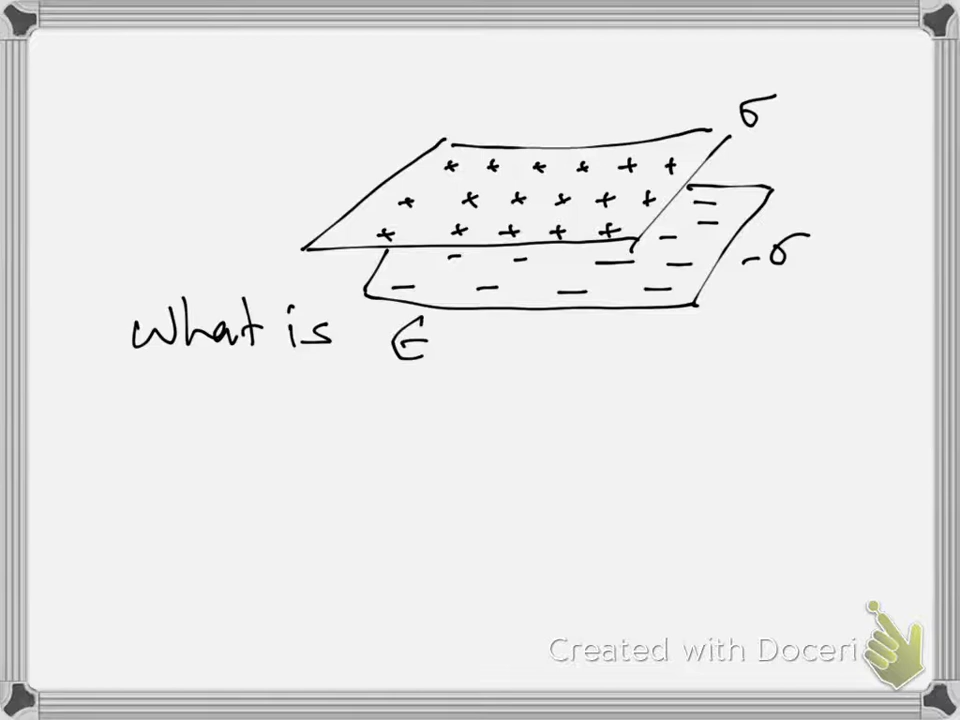 σ
-σ
What is E
Created with Doceri